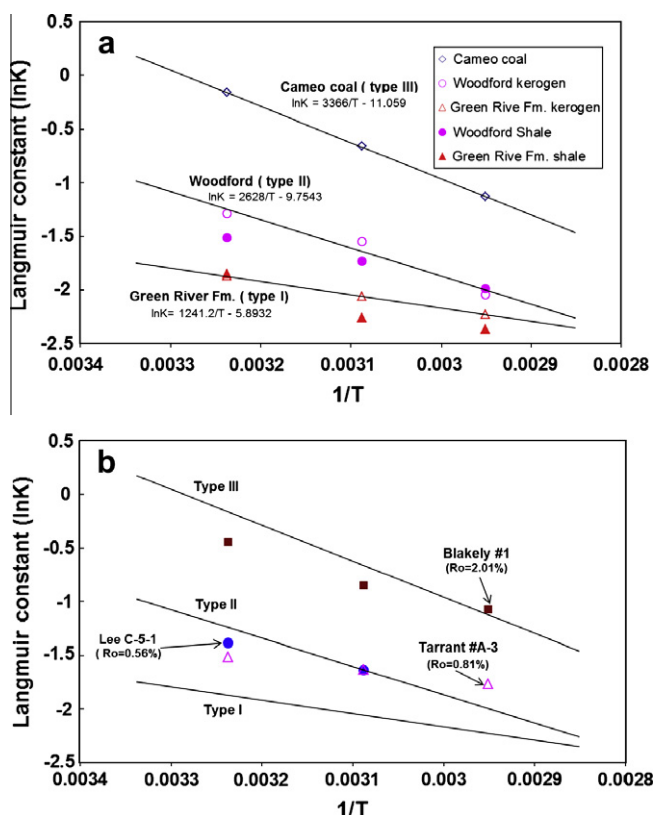 a
Langmuir constant (lnK)
0.5
0
-0.5
-1
-1.5
-2
-2.5
Cameo coal ( type III)
lnK = 3366/T - 11.059
Woodford ( type II)
lnK = 2628/T - 9.7543
Green River Fm. ( type I)
lnK= 1241.2/T - 5.8932
Cameo coal
Woodford kerogen
Green Rive Fm. kerogen
Woodford Shale
Green Rive Fm. shale
0.0034 0.0033 0.0032 0.0031 0.003 0.0029 0.0028
1/T
b
Langmuir constant (lnK)
0.5
0
-0.5
-1
-1.5
-2
-2.5
Type III
Blakely #1
(Ro=2.01%)
Type II
Lee C-5-1
( Ro=0.56%)
Tarrant #A-3
(Ro=0.81%)
Type I
0.0034 0.0033 0.0032 0.0031 0.003 0.0029 0.0028
1/T